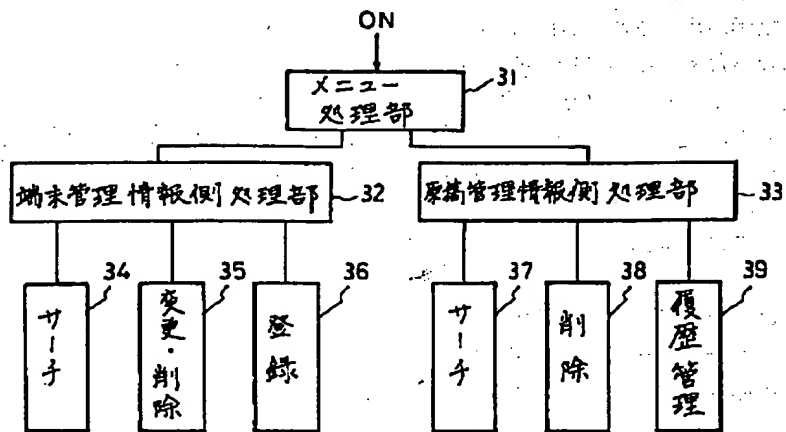 ON
メニュー
処理部
31
端末管理情報側処理部
32
原稿管理情報側処理部
33
34
サーチ
35
変更・削除
36
登録
37
サーチ
38
削除
39
履歴管理